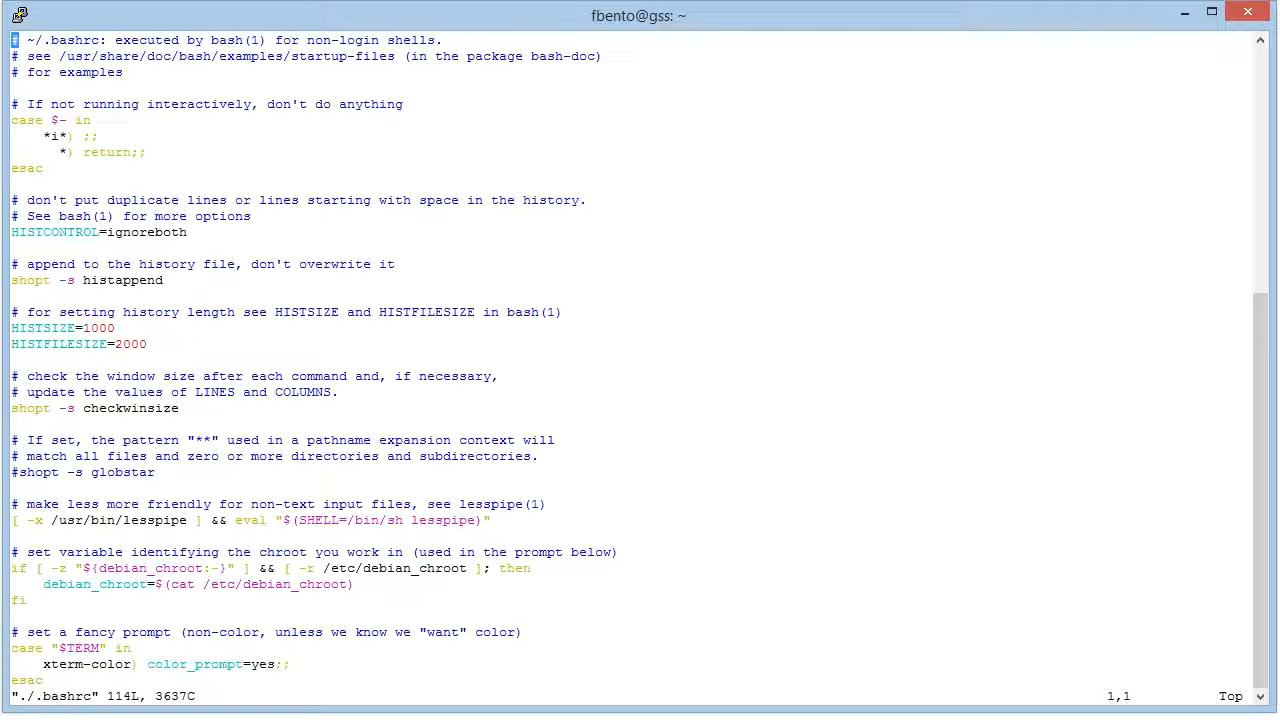 fbento@gss: ~
# ~/.bashrc: executed by bash(1) for non-login shells.
# see /usr/share/doc/bash/examples/startup-files (in the package bash-doc)
# for examples
# If not running interactively, don't do anything
case $- in
    *i*) ;;
      *) return;;
esac
# don't put duplicate lines or lines starting with space in the history.
# See bash(1) for more options
HISTCONTROL=ignoreboth
# append to the history file, don't overwrite it
shopt -s histappend
# for setting history length see HISTSIZE and HISTFILESIZE in bash(1)
HISTSIZE=1000
HISTFILESIZE=2000
# check the window size after each command and, if necessary,
# update the values of LINES and COLUMNS.
shopt -s checkwinsize
# If set, the pattern "**" used in a pathname expansion context will
# match all files and zero or more directories and subdirectories.
#shopt -s globstar
# make less more friendly for non-text input files, see lesspipe(1)
[ -x /usr/bin/lesspipe ] && eval "$(SHELL=/bin/sh lesspipe)"
# set variable identifying the chroot you work in (used in the prompt below)
if [ -z "${debian_chroot:-}" ] && [ -r /etc/debian_chroot ]; then
    debian_chroot=$(cat /etc/debian_chroot)
fi
# set a fancy prompt (non-color, unless we know we "want" color)
case "$TERM" in
    xterm-color) color_prompt=yes;;
esac
"./.bashrc" 114L, 3637C 1,1 Top